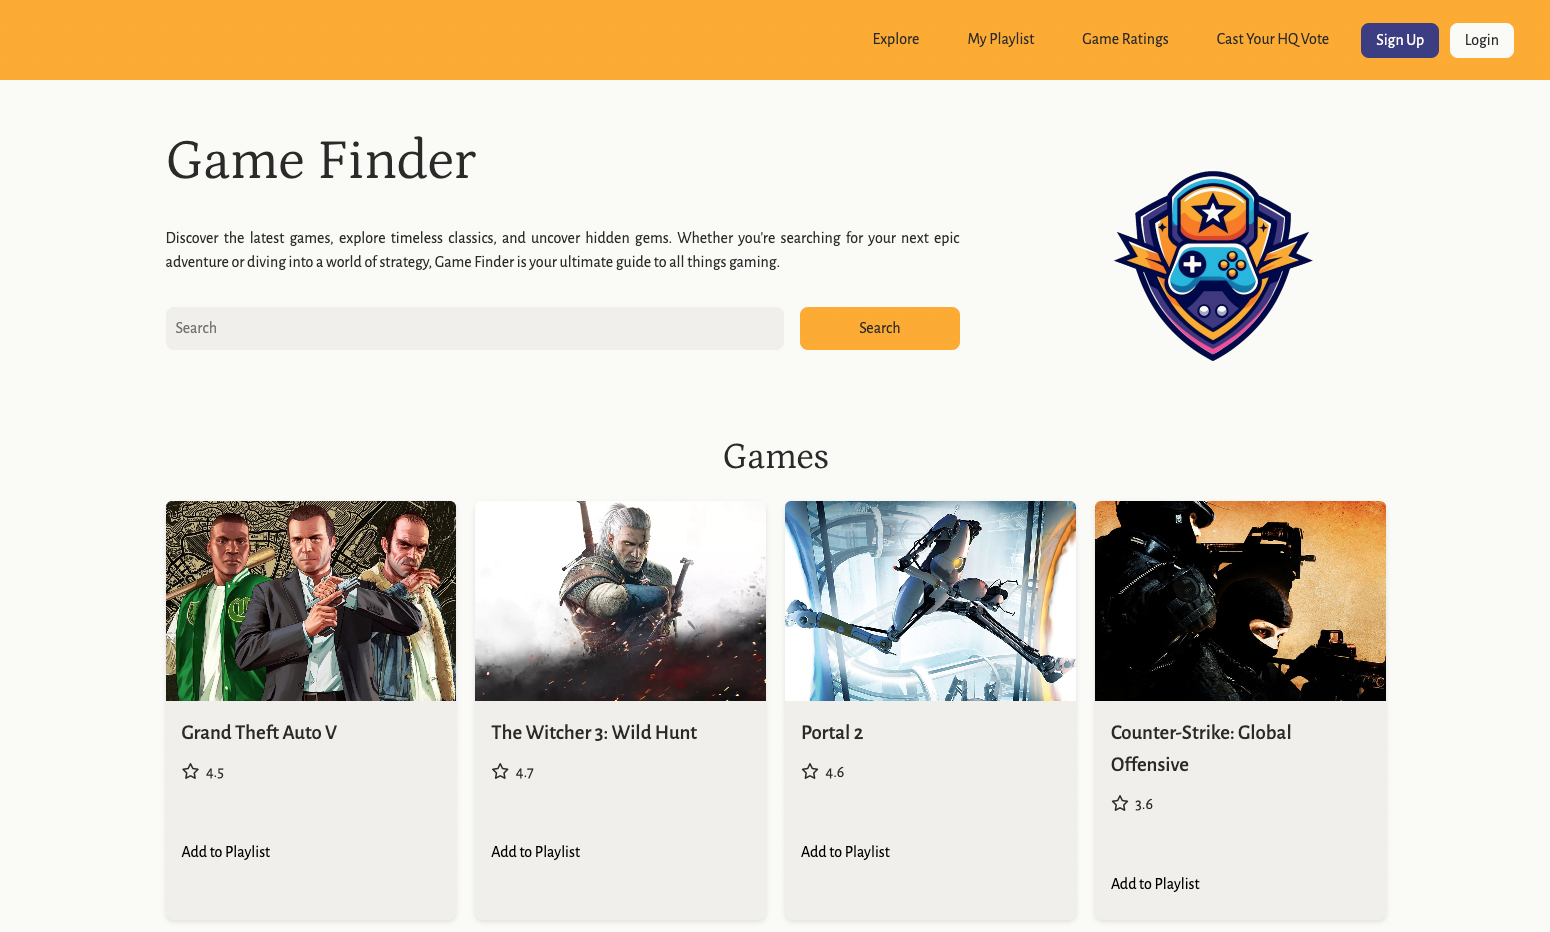 Explore My Playlist Game Ratings Cast Your HQ Vote Sign Up Login
Game Finder
Discover the latest games, explore timeless classics, and uncover hidden gems. Whether you're searching for your next epic
adventure or diving into a world of strategy, Game Finder is your ultimate guide to all things gaming.
Search Search
Games
Grand Theft Auto V
4.5
Add to Playlist
The Witcher 3: Wild Hunt
4.7
Add to Playlist
Portal 2
4.6
Add to Playlist
Counter-Strike: Global
Offensive
3.6
Add to Playlist